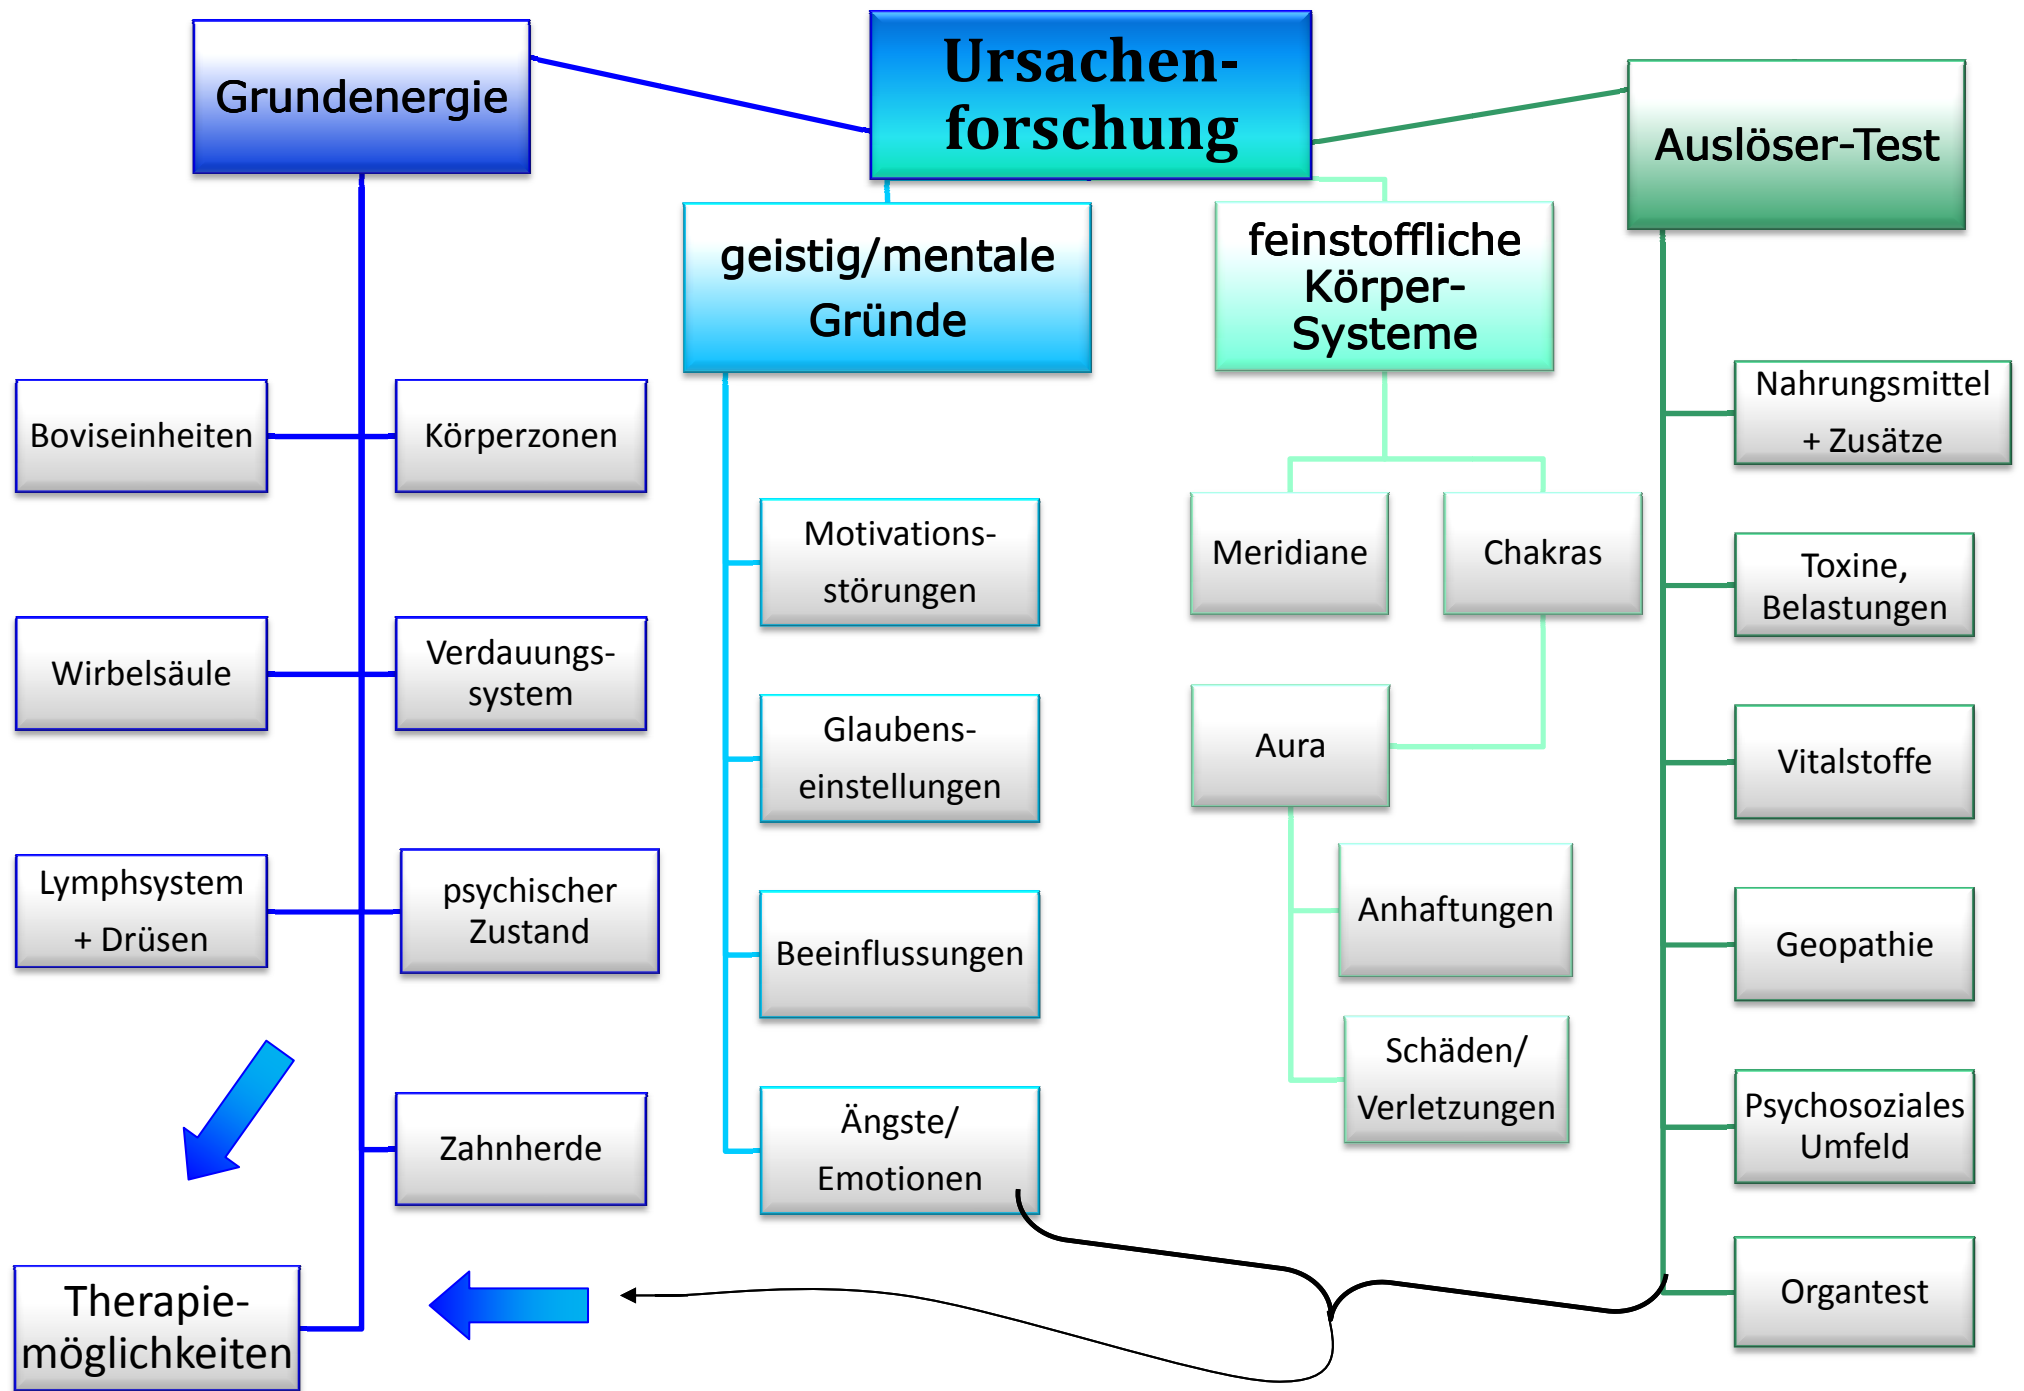 Ursachen-
forschung
Grundenergie
Boviseinheiten
Körperzonen
Wirbelsäule
Verdauungs-
system
Lymphsystem
+ Drüsen
psychischer
Zustand
Zahnherde
Therapie-
möglichkeiten
geistig/mentale
Gründe
Motivations-
störungen
Glaubens-
einstellungen
Beeinflussungen
Ängste/
Emotionen
feinstoffliche
Körper-
Systeme
Meridiane
Chakras
Aura
Anhaftungen
Schäden/
Verletzungen
Auslöser-Test
Nahrungsmittel
+ Zusätze
Toxine,
Belastungen
Vitalstoffe
Geopathie
Psychosoziales
Umfeld
Organtest